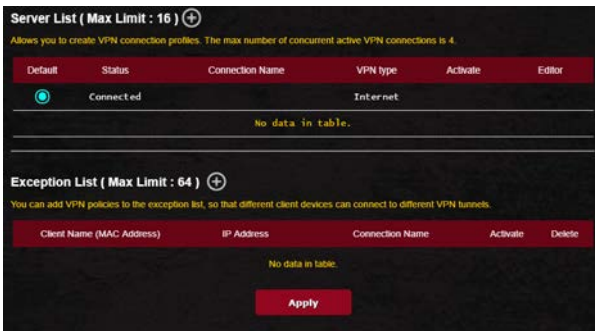 Server List ( Max Limit : 16 )
Allows you to create VPN connection profiles. The max number of concurrent active VPN connections is 4.
Default Status Connection Name VPN type Activate Editor
Connected Internet
No data in table.
Exception List ( Max Limit : 64 )
You can add VPN policies to the exception list, so that different client devices can connect to different VPN tunnels.
Client Name (MAC Address) IP Address Connection Name Activate Delete
No data in table.
Apply